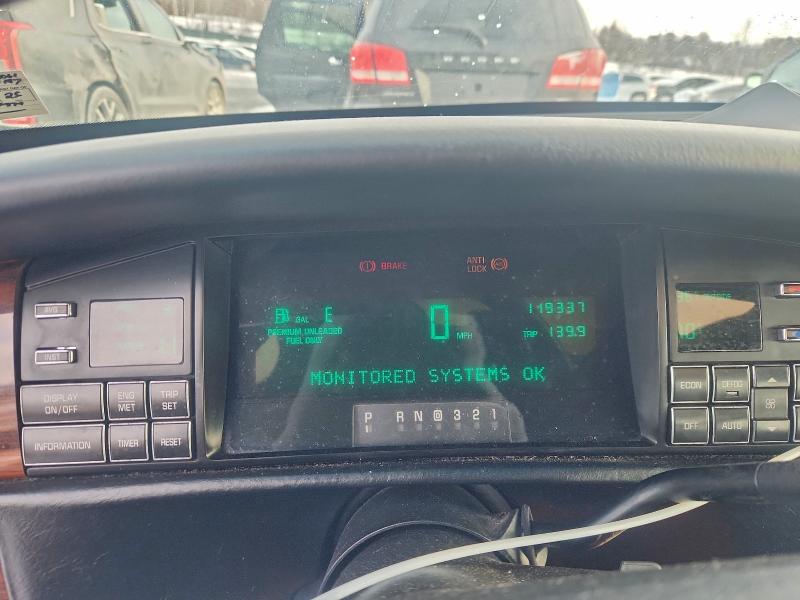 25
BRAKE
ANTI
LOCK
AVG
INST
GAL E
PREMIUM UNLEADED
FUEL ONLY
0 MPH
119337
TRIP 139.9
MONITORED SYSTEMS OK
P R N D 3 2 1
DISPLAY
ON/OFF
ENG
MET
TRIP
SET
INFORMATION
TIMER
RESET
ECON
DEFOG
OFF
AUTO